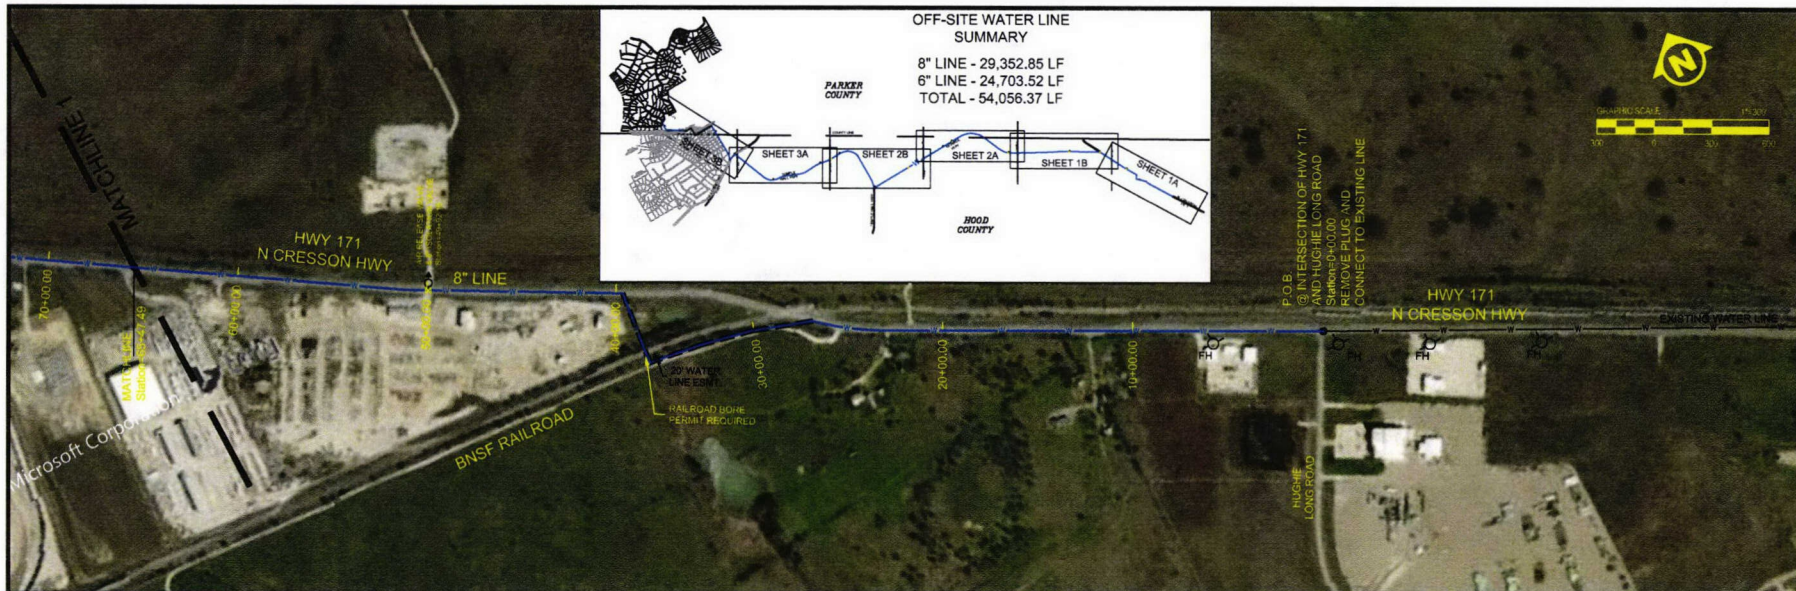 OFF-SITE WATER LINE
SUMMARY
8" LINE - 29,352.85 LF
6" LINE - 24,703.52 LF
TOTAL - 54,056.37 LF
PARKER
COUNTY
HOOD
COUNTY
SHEET 3B
SHEET 3A
SHEET 2B
SHEET 2A
SHEET 1B
SHEET 1A
N
GRAPHIC SCALE
300
0
300
600
MATCHLINE 1
HWY 171
N CRESSON HWY
8" LINE
70+00.00
60+00.00
40+00.00
30+00.00
20+00.00
10+00.00
MATCHLINE
20' WATER
LINE ESMT.
RAILROAD BORE
PERMIT REQUIRED
BNSF RAILROAD
Microsoft Corporation
P.O.B.
@ INTERSECTION OF HWY 171
AND HUGHIE LONG ROAD
Station=0+00.00
REMOVE PLUG AND
CONNECT TO EXISTING LINE
HWY 171
N CRESSON HWY
EXISTING WATER LINE
FH
FH
FH
FH
HUGHIE
LONG ROAD